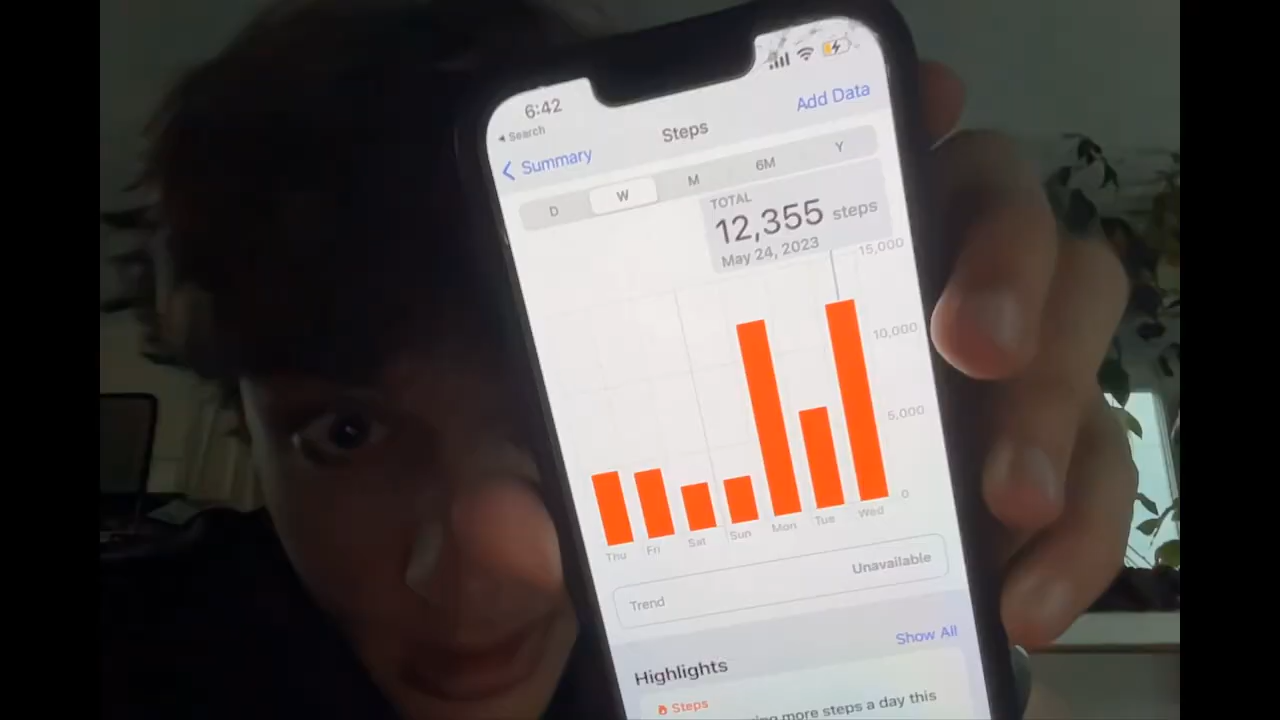 6:42
Search
Summary
Steps
Add Data
D W M 6M Y
TOTAL
12,355 steps
May 24, 2023
15,000
10,000
5,000
0
Thu Fri Sat Sun Mon Tue Wed
Trend Unavailable
Highlights Show All
Steps
more steps a day this